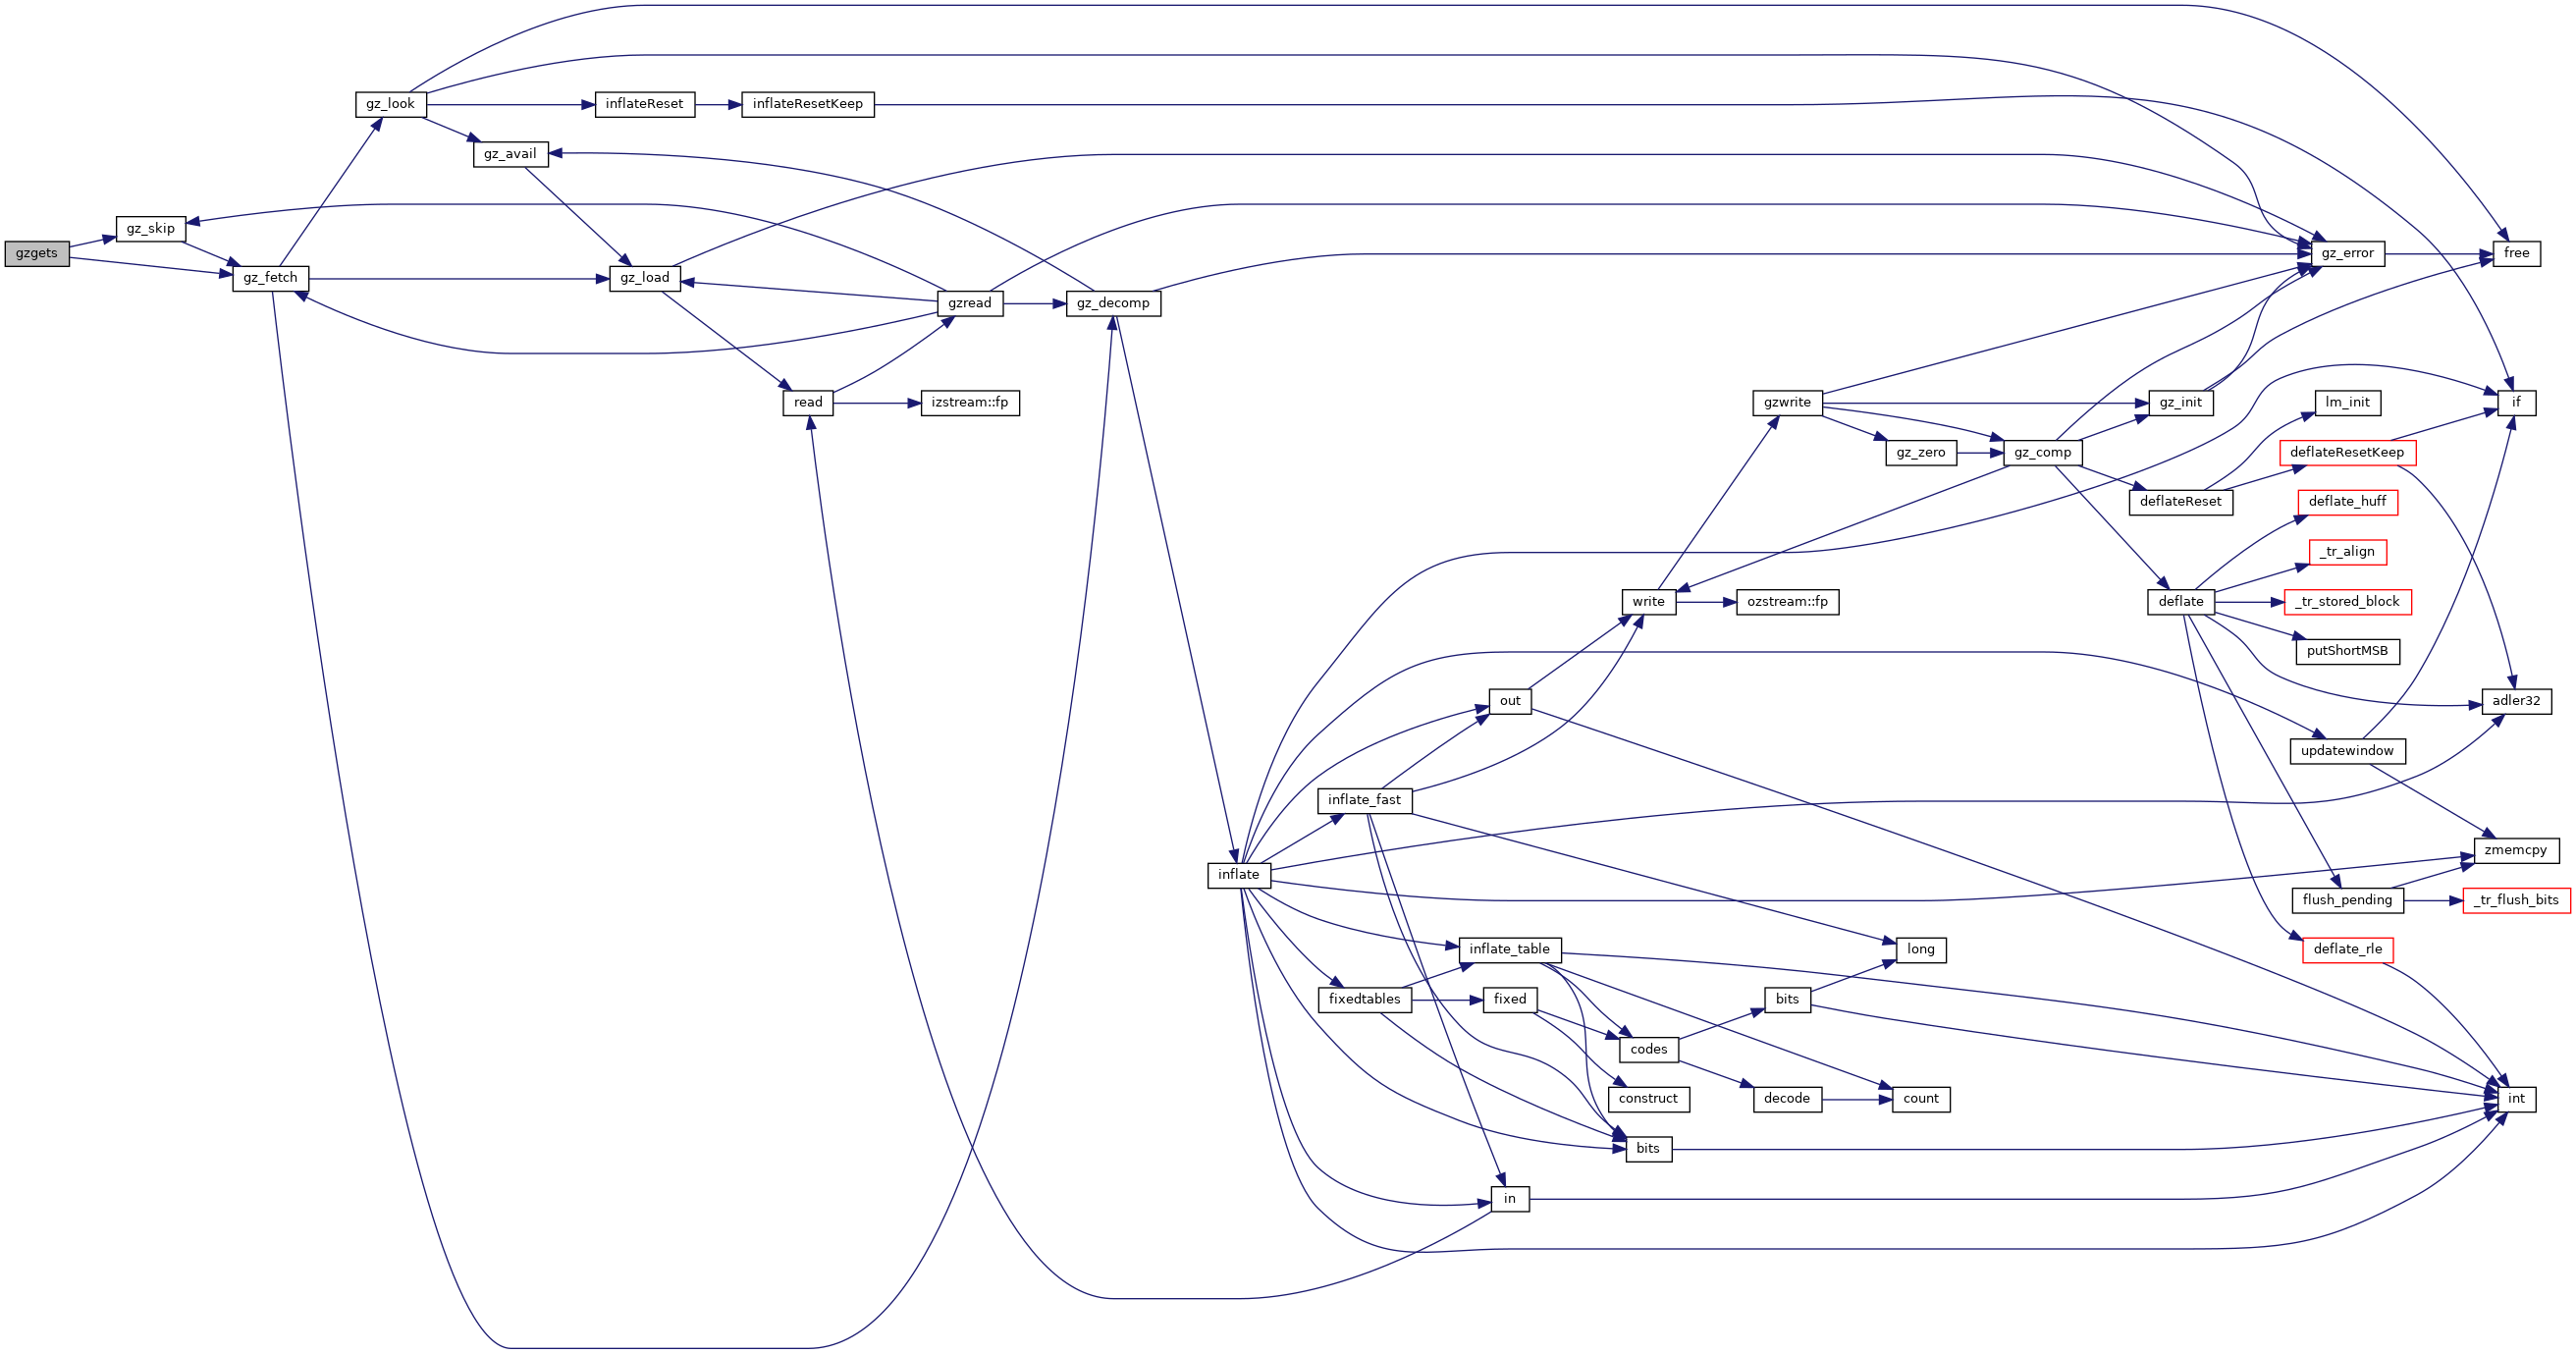 gzgets
gz_skip
gz_fetch
gz_look
gz_avail
inflateReset
gz_load
inflateResetKeep
read
gzread
izstream::fp
gz_decomp
inflate
inflate_fast
fixedtables
out
inflate_table
fixed
in
write
codes
construct
bits
gzwrite
ozstream::fp
bits
decode
gz_zero
long
count
gz_comp
gz_init
deflateReset
deflate
gz_error
lm_init
deflateResetKeep
deflate_huff
_tr_align
_tr_stored_block
putShortMSB
updatewindow
flush_pending
deflate_rle
free
if
adler32
zmemcpy
_tr_flush_bits
int